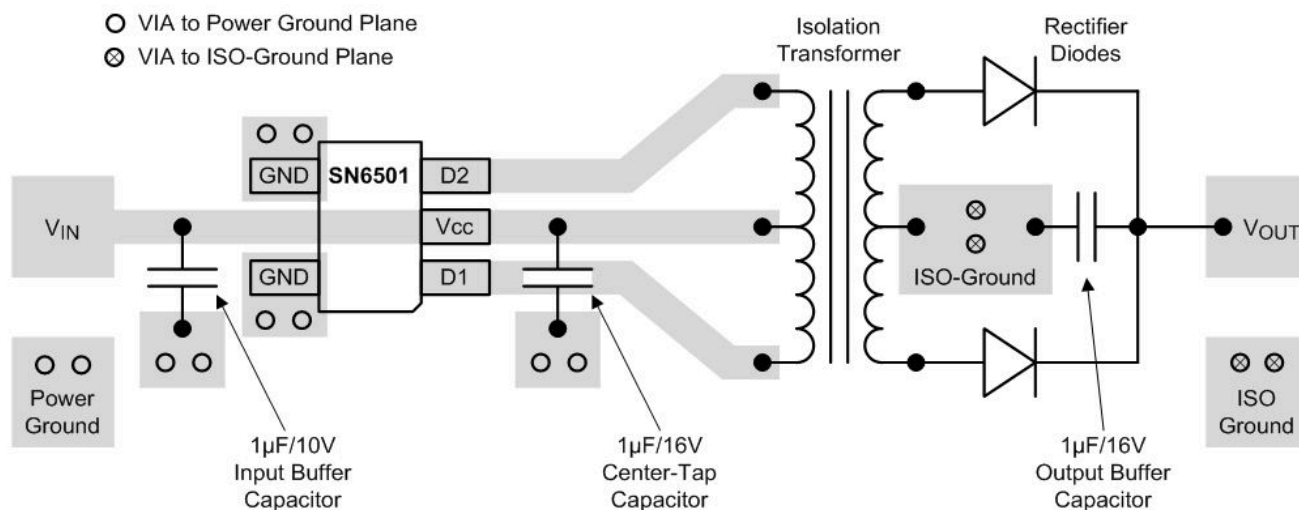 VIA to Power Ground Plane
VIA to ISO-Ground Plane
Isolation
Transformer
Rectifier
Diodes
GND
SN6501
D2
VIN
Vcc
GND
D1
ISO-Ground
VOUT
Power
Ground
ISO
Ground
1µF/10V
Input Buffer
Capacitor
1µF/16V
Center-Tap
Capacitor
1µF/16V
Output Buffer
Capacitor